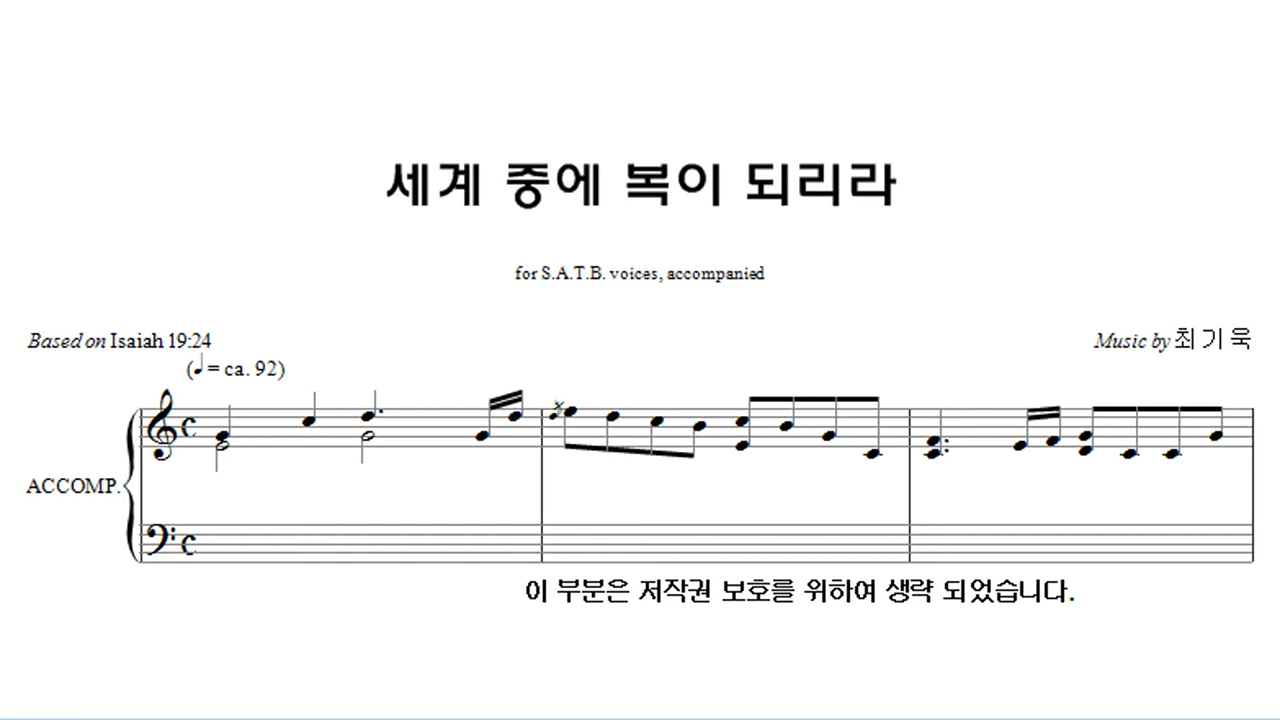 세계 중에 복이 되리라
for S.A.T.B. voices, accompanied
Based on Isaiah 19:24
Music by 최기욱
(♩= ca. 92)
ACCOMP.
이 부분은 저작권 보호를 위하여 생략 되었습니다.